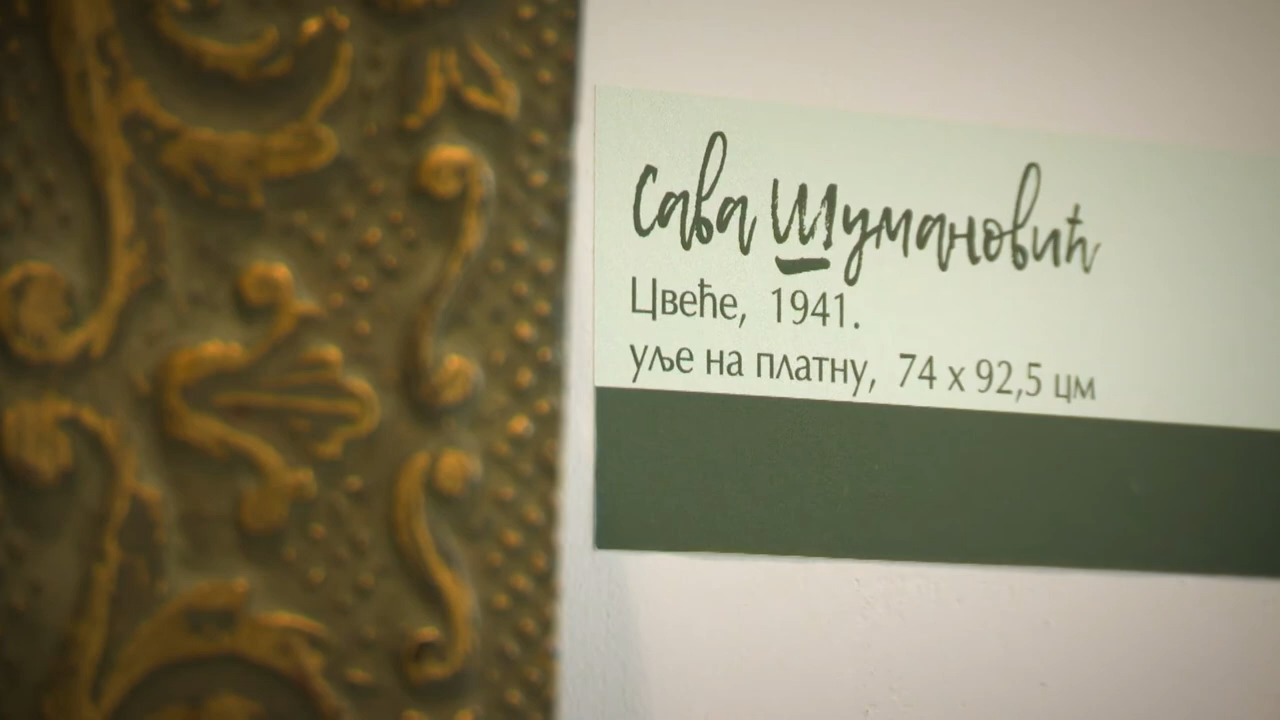 Сава Шумановић
Цвеће, 1941.
уље на платну, 74 x 92,5 цм